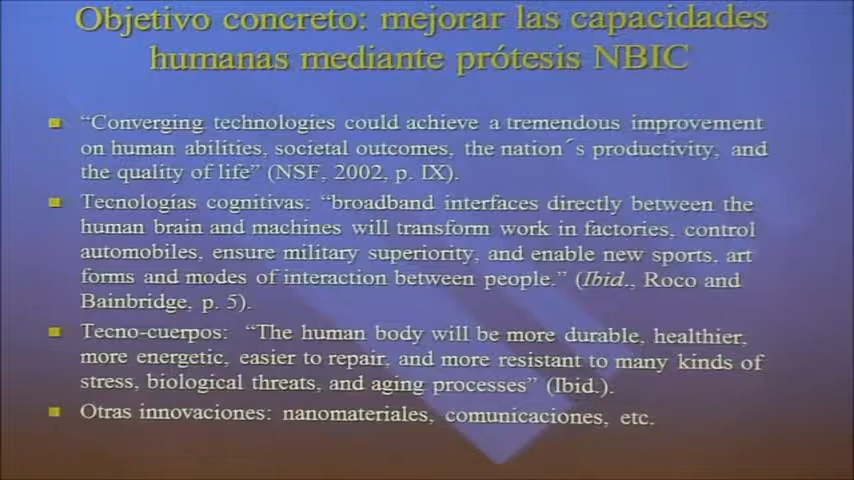 Objetivo concreto: mejorar las capacidades
humanas mediante prótesis NBIC
“Converging technologies could achieve a tremendous improvement
on human abilities, societal outcomes, the nation´s productivity, and
the quality of life” (NSF, 2002, p. IX).
Tecnologías cognitivas: “broadband interfaces directly between the
human brain and machines will transform work in factories, control
automobiles, ensure military superiority, and enable new sports, art
forms and modes of interaction between people.” (Ibid., Roco and
Bainbridge, p. 5).
Tecno-cuerpos: “The human body will be more durable, healthier,
more energetic, easier to repair, and more resistant to many kinds of
stress, biological threats, and aging processes” (Ibid.).
Otras innovaciones: nanomateriales, comunicaciones, etc.